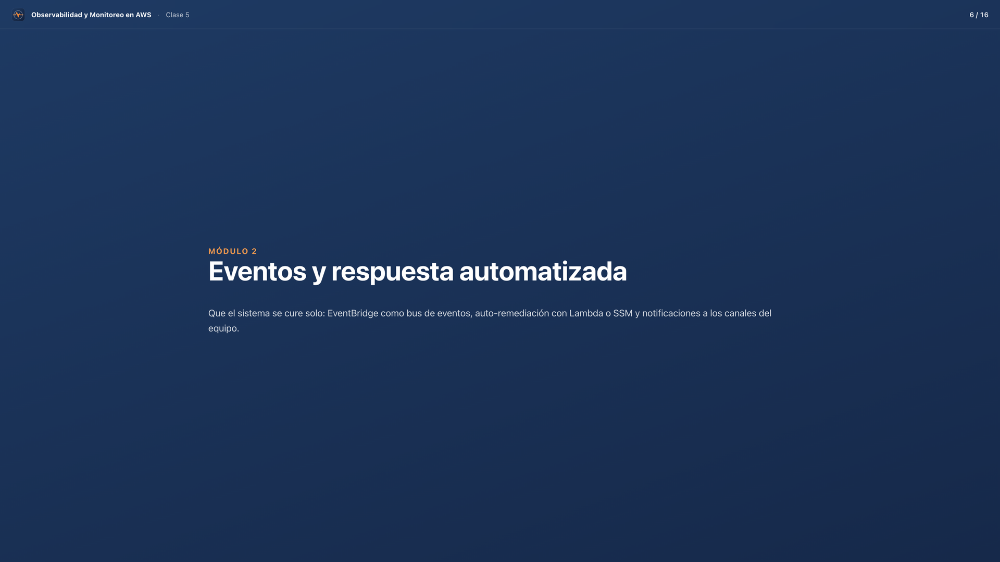 Observabilidad y Monitoreo en AWS · Clase 5
6 / 16
MÓDULO 2
Eventos y respuesta automatizada
Que el sistema se cure solo: EventBridge como bus de eventos, auto-remediación con Lambda o SSM y notificaciones a los canales del
equipo.